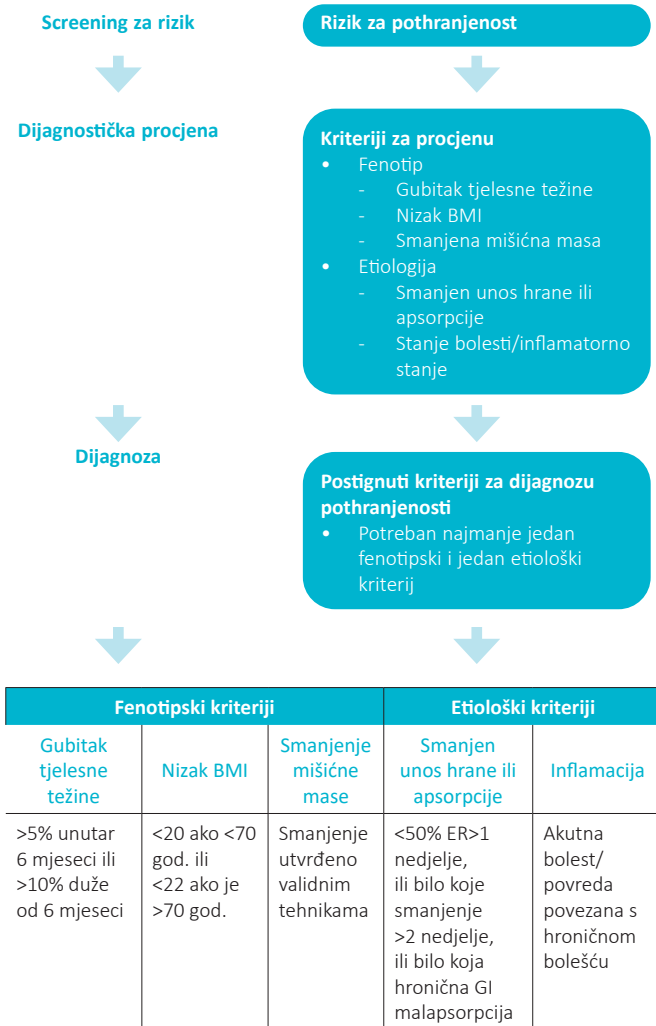 Screening za rizik
Rizik za pothranjenost
Dijagnostička procjena
Kriteriji za procjenu
• Fenotip
- Gubitak tjelesne težine
- Nizak BMI
- Smanjena mišićna masa
• Etiologija
- Smanjen unos hrane ili
apsorpcije
- Stanje bolesti/inflamatorno
stanje
Dijagnoza
Postignuti kriteriji za dijagnozu
pothranjenosti
• Potreban najmanje jedan
fenotipski i jedan etiološki
kriterij
Fenotipski kriteriji
Etiološki kriteriji
Gubitak
tjelesne
težine
Nizak BMI
Smanjenje
mišićne
mase
Smanjen
unos hrane ili
apsorpcije
Inflamacija
>5% unutar
6 mjeseci ili
>10% duže
od 6 mjeseci
<20 ako <70
god. ili
<22 ako je
>70 god.
Smanjenje
utvrđeno
validnim
tehnikama
<50% ER>1
nedjelje,
ili bilo koje
smanjenje
>2 nedjelje,
ili bilo koja
hronična GI
malapsorpcija
Akutna
bolest/
povreda
povezana s
hroničnom
bolešću